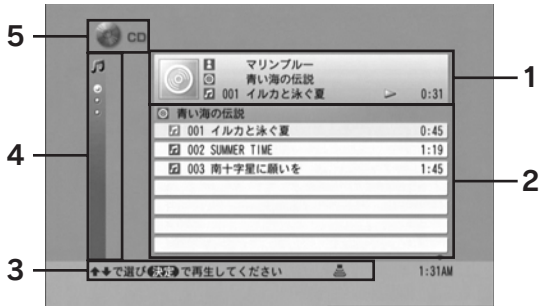 5
CD
マリンブルー
青い海の伝説
001 イルカと泳ぐ夏 0:31
1
青い海の伝説
001 イルカと泳ぐ夏 0:45
002 SUMMER TIME 1:19
003 南十字星に願いを 1:45
4
2
3
で選び 決定 で再生してください 1:31AM